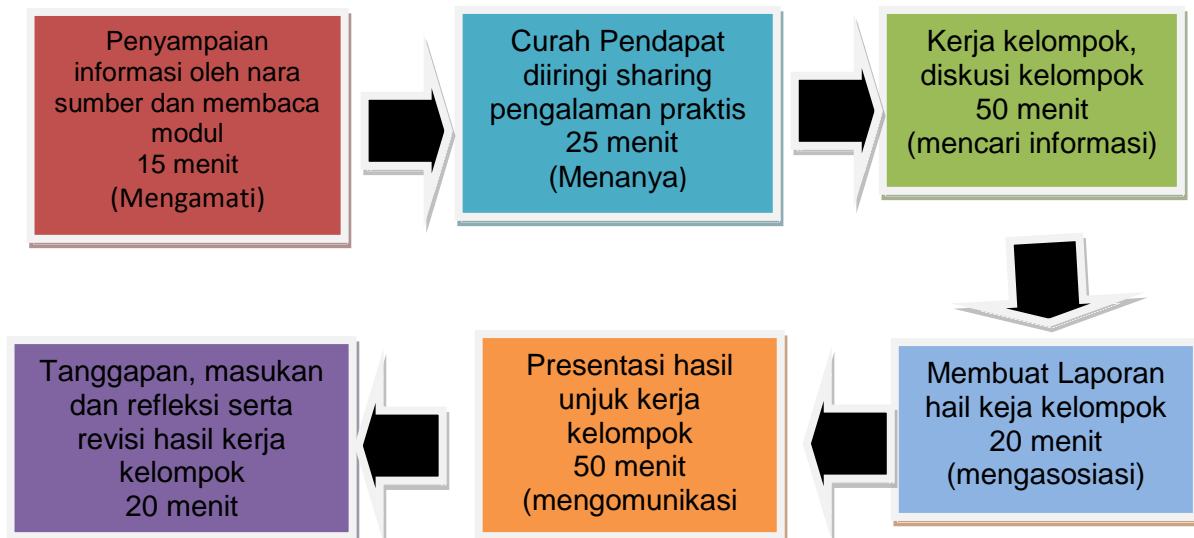 Penyampaian
informasi oleh nara
sumber dan membaca
modul
15 menit
(Mengamati)
Curah Pendapat
diiringi sharing
pengalaman praktis
25 menit
(Menanya)
Kerja kelompok,
diskusi kelompok
50 menit
(mencari informasi)
Membuat Laporan
hail keja kelompok
20 menit
(mengasosiasi)
Presentasi hasil
unjuk kerja
kelompok
50 menit
(mengomunikasi
Tanggapan, masukan
dan refleksi serta
revisi hasil kerja
kelompok
20 menit